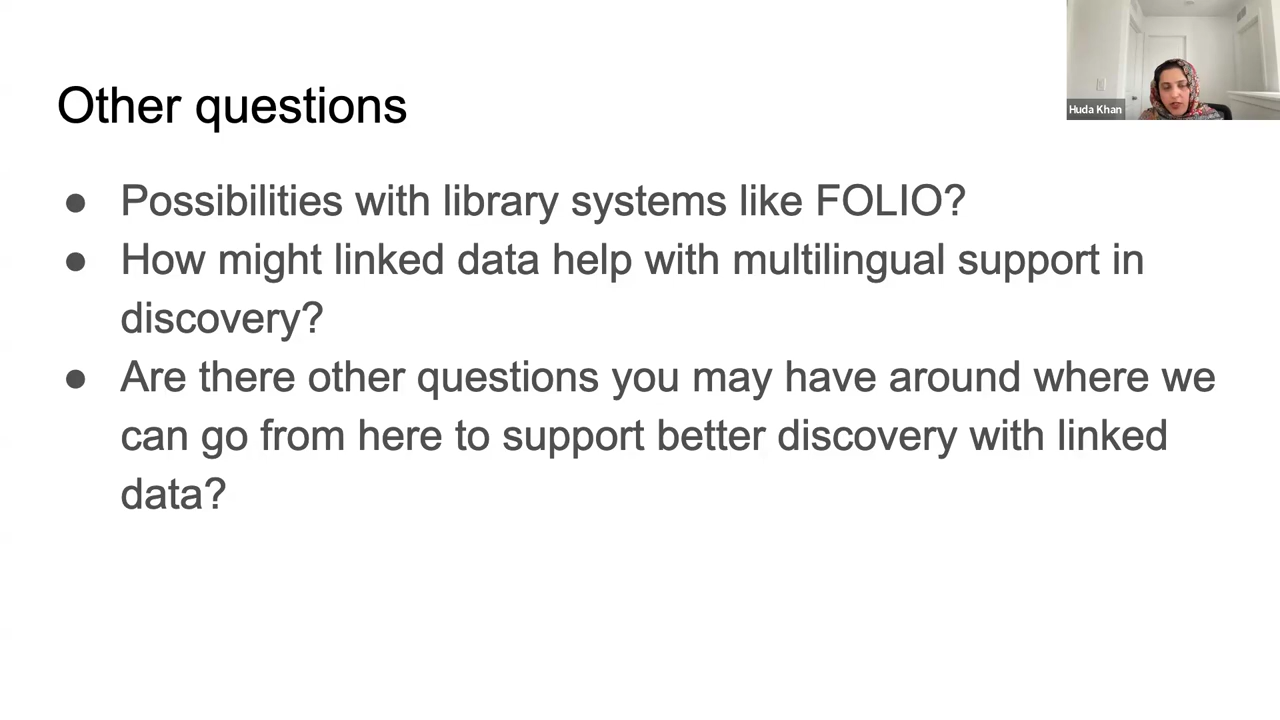 Other questions
● Possibilities with library systems like FOLIO?
● How might linked data help with multilingual support in
discovery?
● Are there other questions you may have around where we
can go from here to support better discovery with linked
data?
Huda Khan